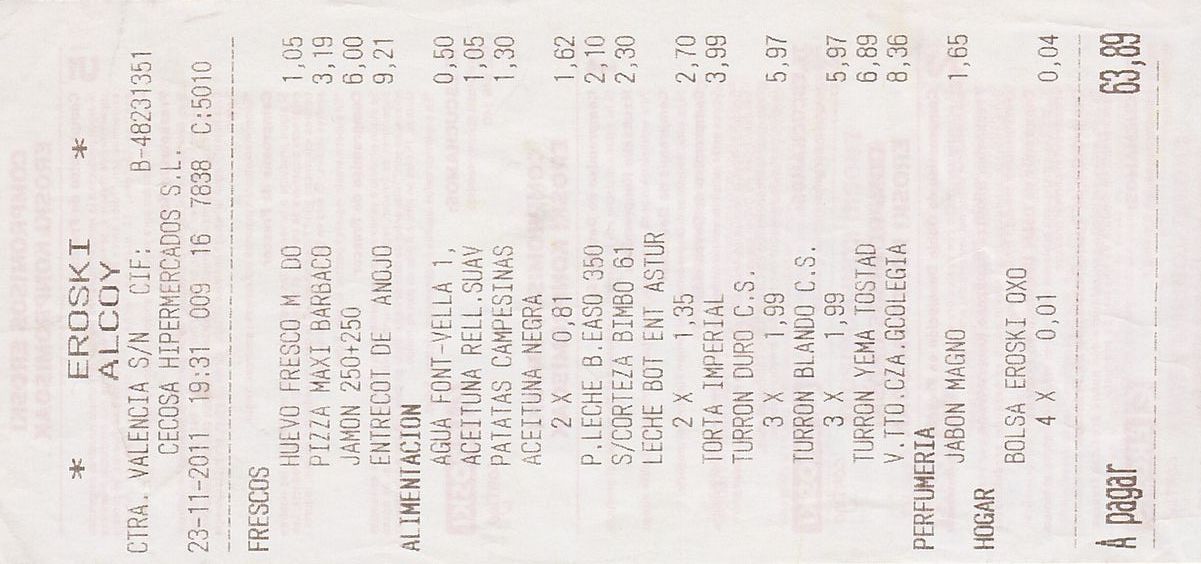 * EROSKI *
ALCOY
CTRA. VALENCIA S/N CIF: B-48231351
CECOSA HIPERMERCADOS S.L.
23-11-2011 19:31 009 16 7838 C:5010
FRESCOS
HUEVO FRESCO M DO 1,05
PIZZA MAXI BARBACO 3,19
JAMON 250+250 6,00
ENTRECOT DE ANOJO 9,21
ALIMENTACION
AGUA FONT-VELLA 1, 0,50
ACEITUNA RELL.SUAV 1,05
PATATAS CAMPESINAS 1,30
ACEITUNA NEGRA
2 X 0,81 1,62
P.LECHE B.EASO 350 2,10
S/CORTEZA BIMBO 61 2,30
LECHE BOT ENT ASTUR
2 X 1,35 2,70
TORTA IMPERIAL 3,99
TURRON DURO C.S.
3 X 1,99 5,97
TURRON BLANDO C.S.
3 X 1,99 5,97
TURRON YEMA TOSTAD 6,89
V.TTO.CZA.GCOLEGIA 8,36
PERFUMERIA
JABON MAGNO 1,65
HOGAR
BOLSA EROSKI OXO
4 X 0,01 0,04
À pagar 63,89